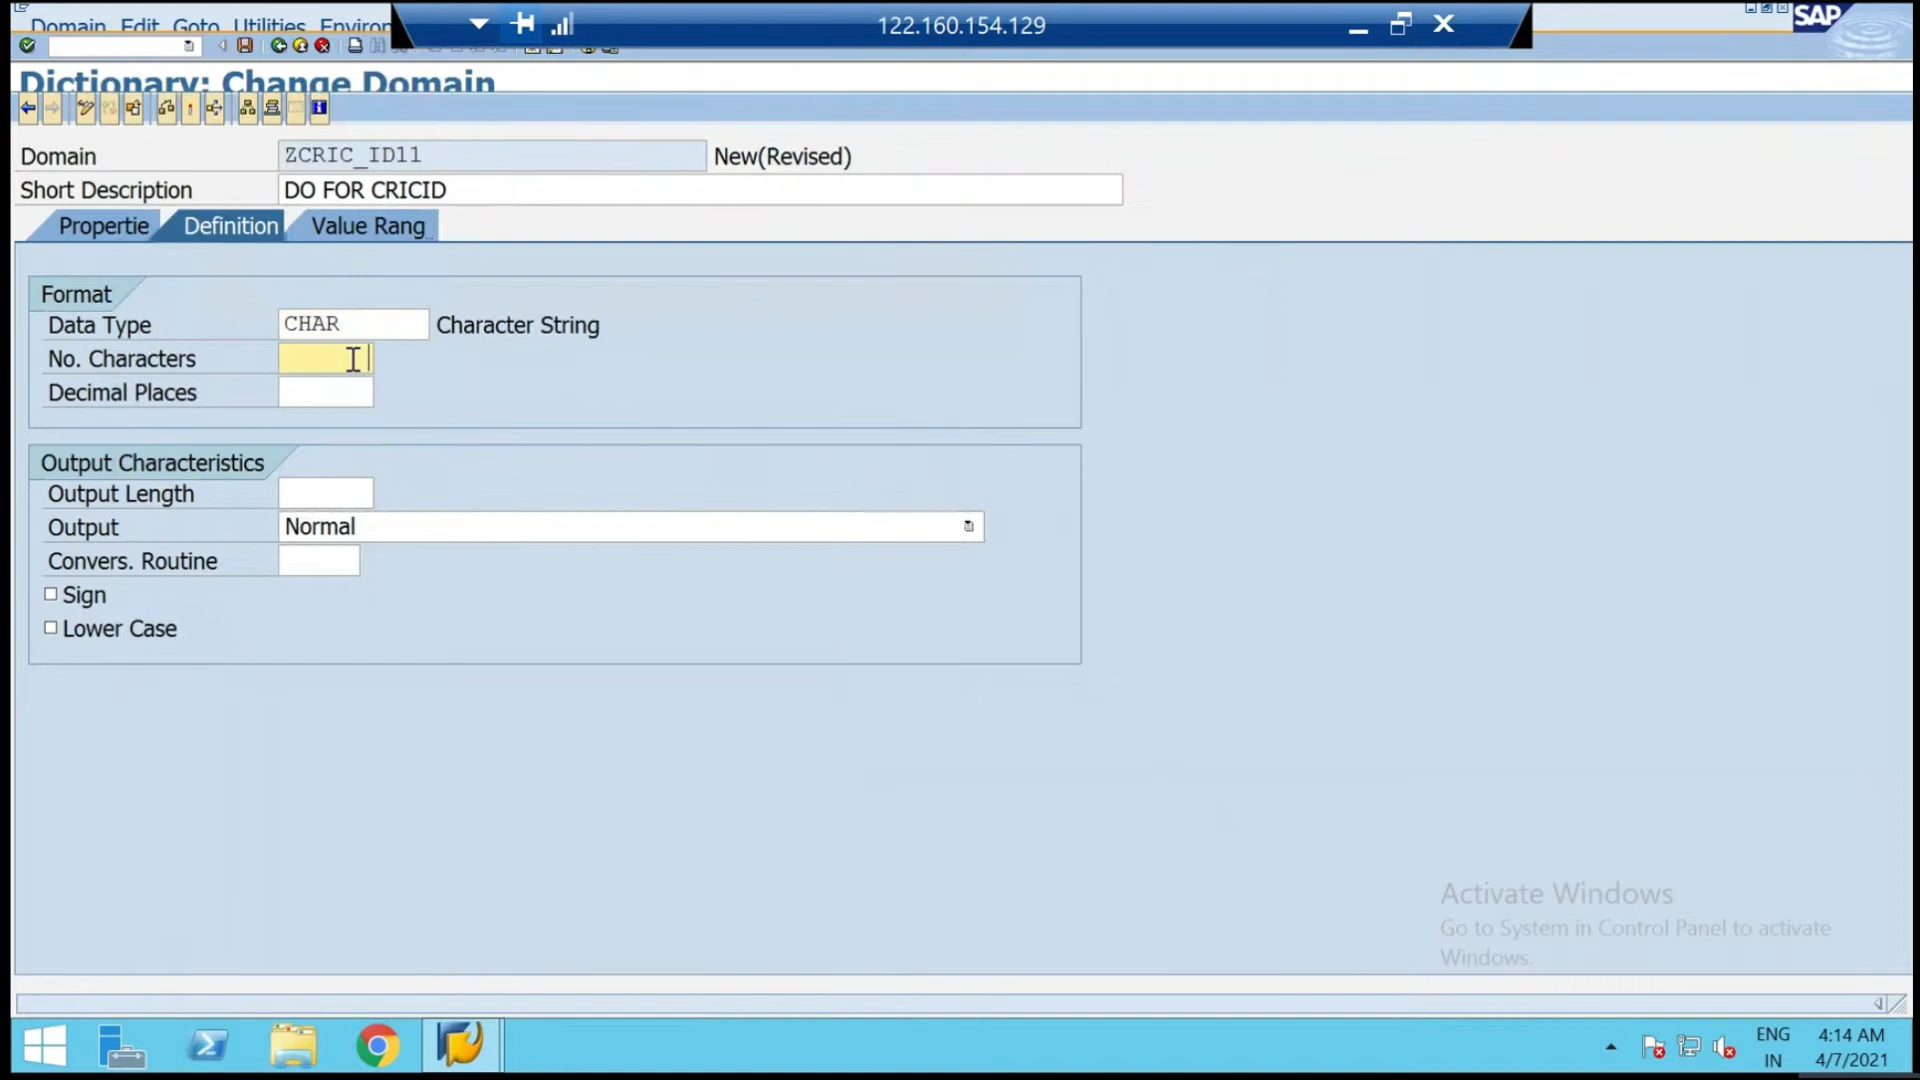 Domain Edit Goto Utilities Environ
122.160.154.129
SAP
Dictionary: Change Domain
Domain ZCRIC_ID11 New(Revised)
Short Description DO FOR CRICID
Propertie Definition Value Rang
Format
Data Type CHAR Character String
No. Characters
Decimal Places
Output Characteristics
Output Length
Output Normal
Convers. Routine
Sign
Lower Case
Activate Windows
Go to System in Control Panel to activate
Windows.
ENG 4:14 AM
IN 4/7/2021